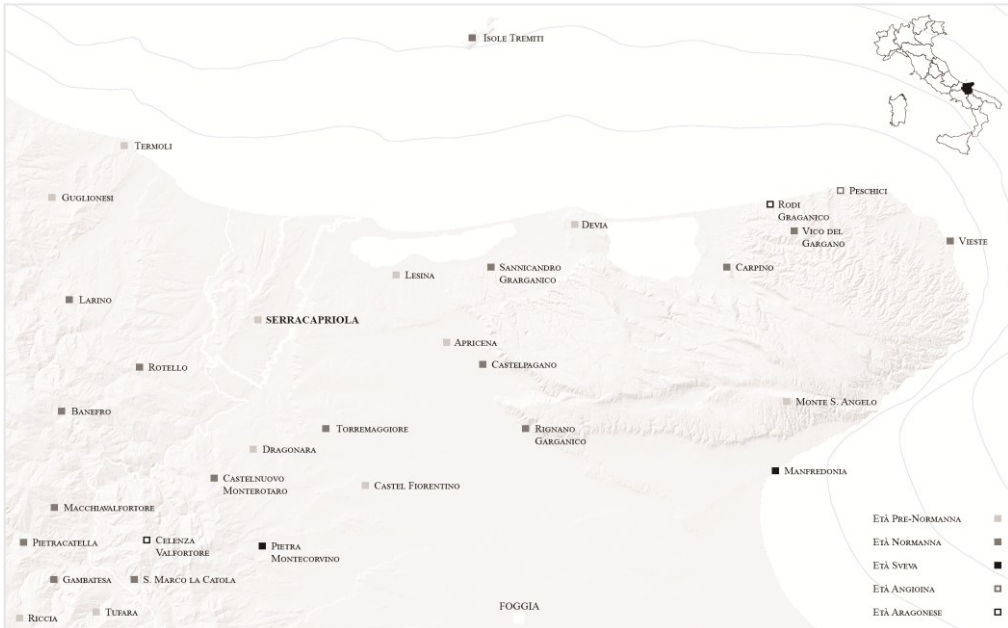 ISOLE TREMITI
TERMOLI
GUGLIONESI
PESCHICI
RODI
GRAGANICO
DEVIA
VICO DEL
GARGANO
VIESTE
LESINA
SANNICANDRO
GRARGANICO
CARPINO
LARINO
SERRACAPRIOLA
APRICENA
ROTELLO
CASTELPAGANO
MONTE S. ANGELO
BANEFRO
TORREMAGGIORE
RIGNANO
GARGANICO
DRAGONARA
MANFREDONIA
CASTELNUOVO
MONTEROTARO
CASTEL FIORENTINO
MACCHIAVALFORTORE
PIETRACATELLA
CELENZA
VALFORTORE
PIETRA
MONTECORVINO
GAMBATESA
S. MARCO LA CATOLA
TUFARA
RICCIA
FOGGIA
ETÀ PRE-NORMANNA
ETÀ NORMANNA
ETÀ SVEVA
ETÀ ANGIOINA
ETÀ ARAGONESE